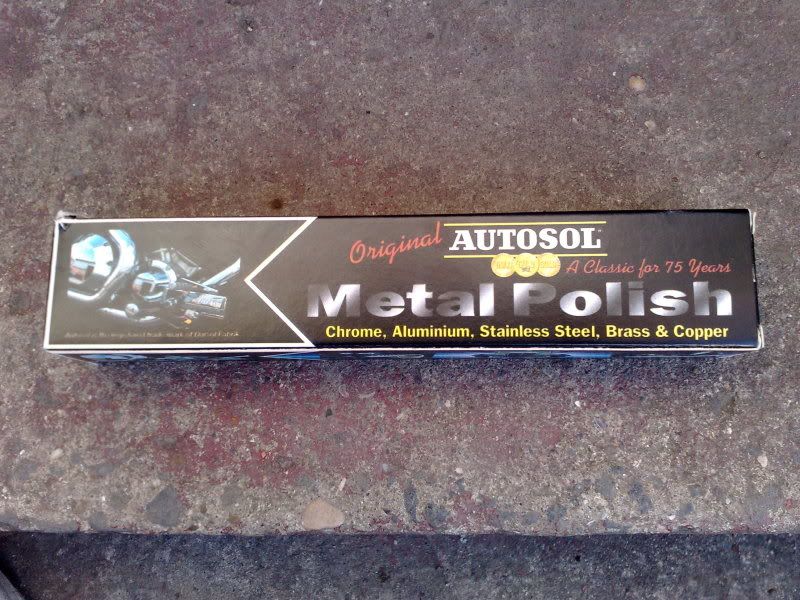 Original AUTOSOL
A Classic for 75 Years
Metal Polish
Chrome, Aluminium, Stainless Steel, Brass & Copper